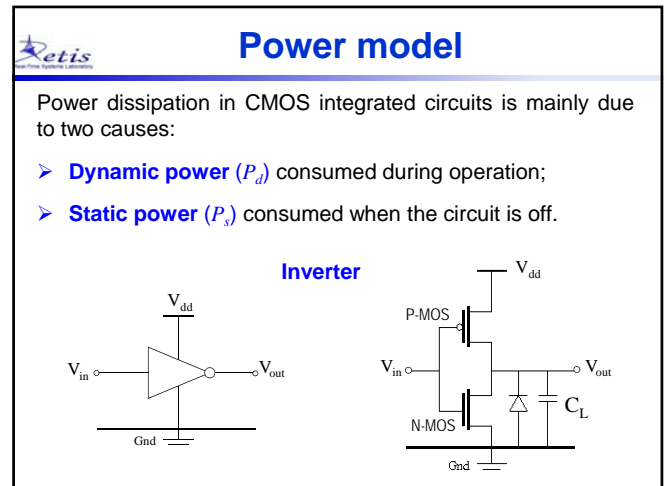 Retis
Real-Time Systems Laboratory
Power model
Power dissipation in CMOS integrated circuits is mainly due
to two causes:
➢ Dynamic power (Pd) consumed during operation;
➢ Static power (Ps) consumed when the circuit is off.
Inverter
Vdd
Vin
Vout
Gnd
Vdd
P-MOS
Vin
Vout
CL
N-MOS
Gnd